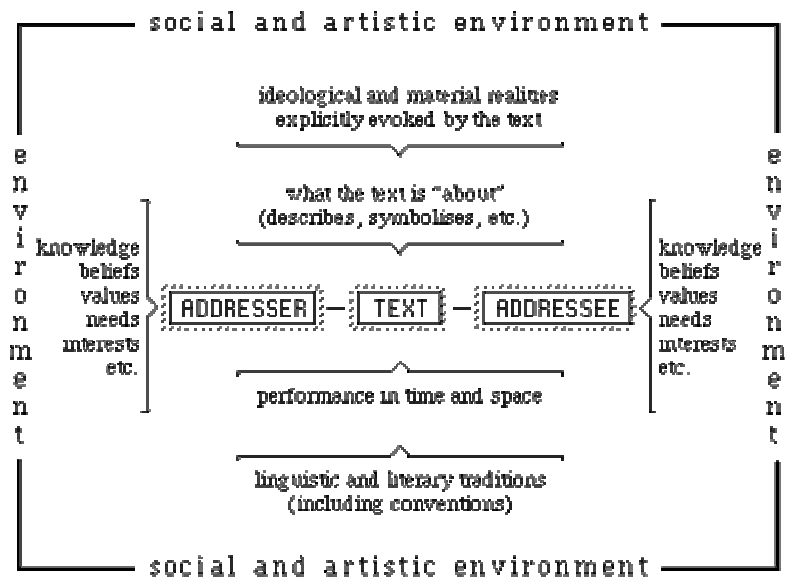 social and artistic environment
ideological and material realities
explicitly evoked by the text
what the text is “about”
(describes, symbolises, etc.)
environment
knowledge
beliefs
values
needs
interests
etc.
ADDRESSER — TEXT — ADDRESSEE
knowledge
beliefs
values
needs
interests
etc.
environment
performance in time and space
linguistic and literary traditions
(including conventions)
social and artistic environment